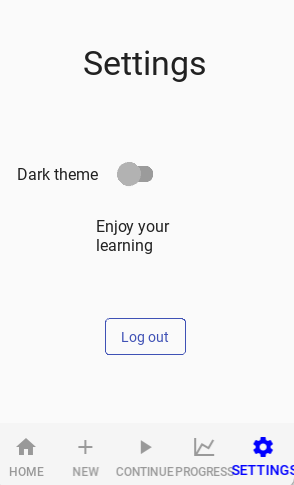 Settings
Dark theme
Enjoy your
learning
Log out
HOME
NEW
CONTINUE
PROGRESS
SETTINGS